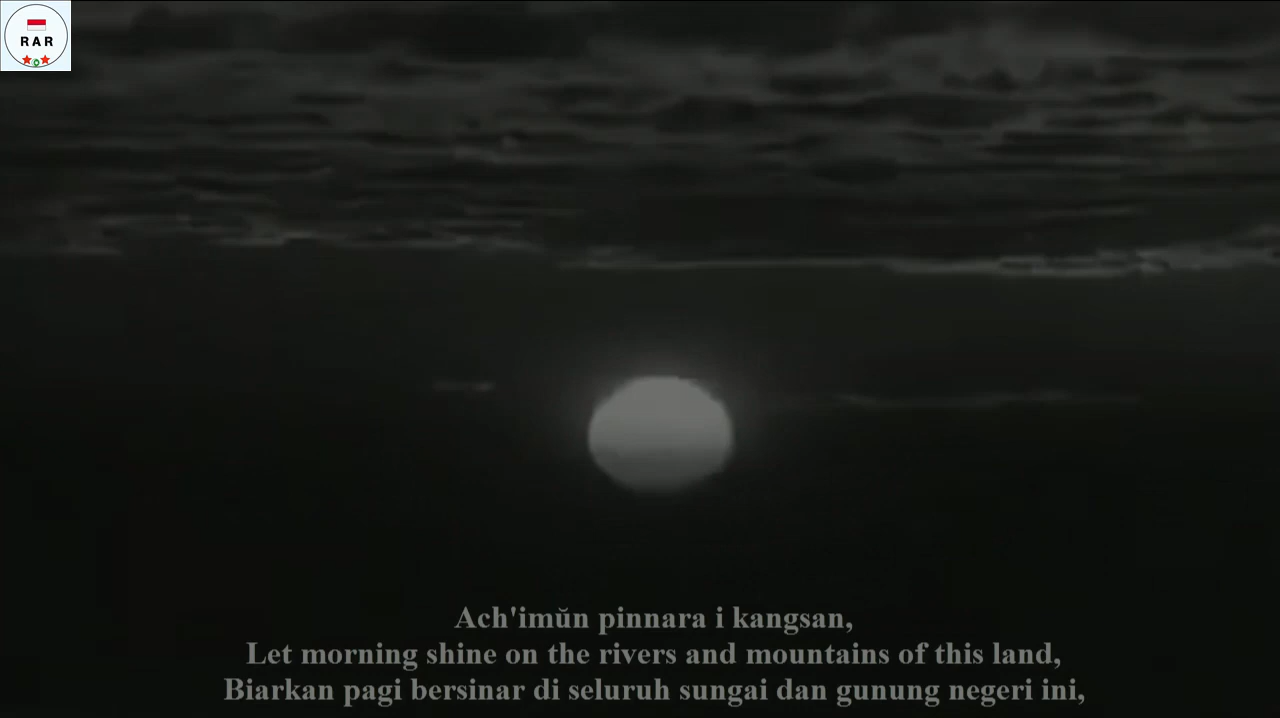 R A R
Ach'imŭn pinnara i kangsan,
Let morning shine on the rivers and mountains of this land,
Biarkan pagi bersinar di seluruh sungai dan gunung negeri ini,